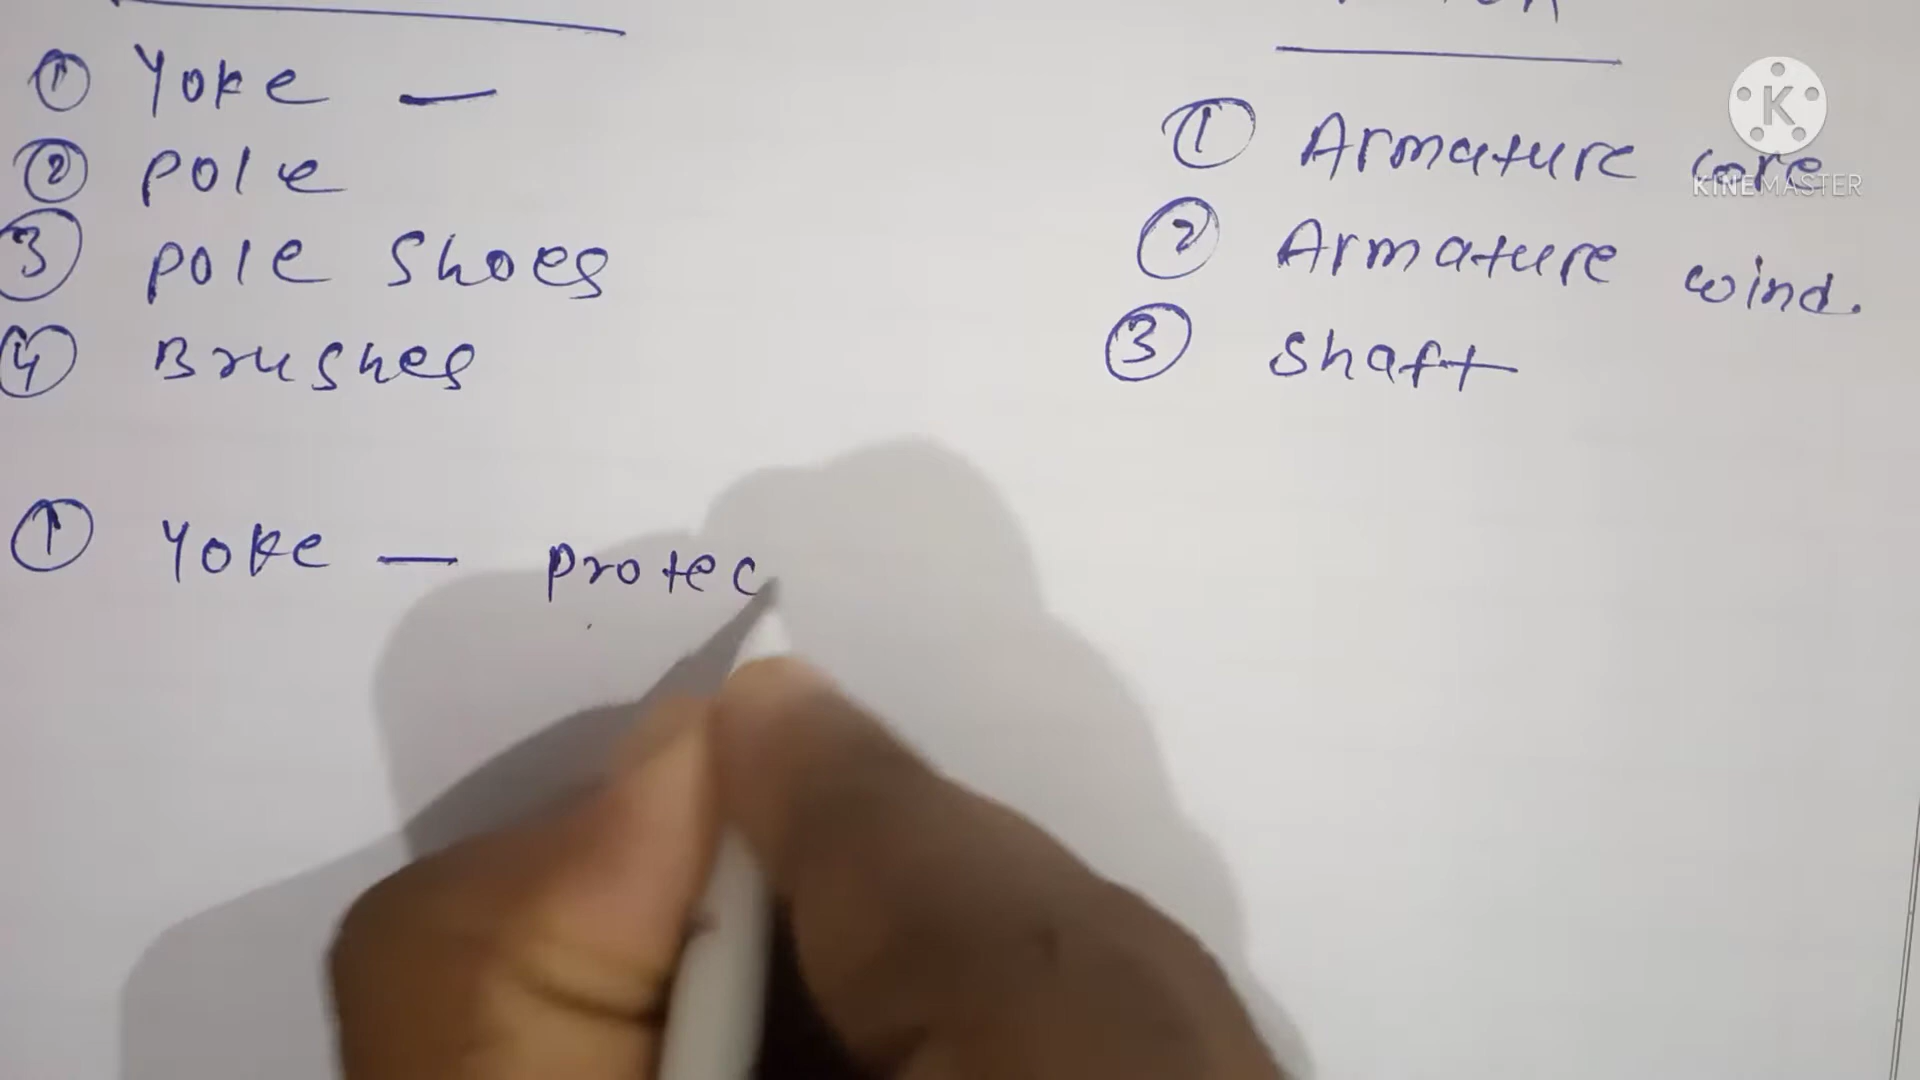 ① Yoke —
② Pole
③ Pole Shoes
④ Brushes
① Armature core
② Armature wind.
③ Shaft
① Yoke — Protec
K
KINEMASTER